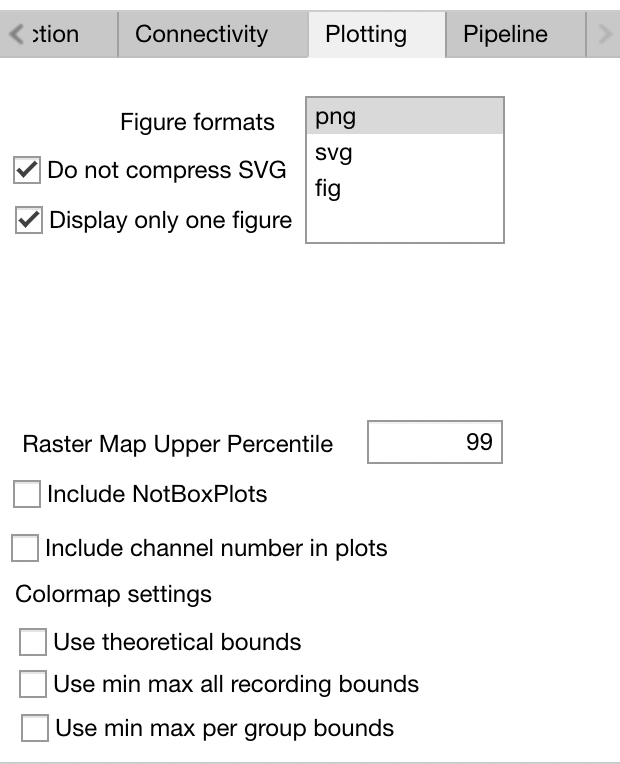 ction Connectivity Plotting Pipeline
Figure formats
png
svg
fig
Do not compress SVG
Display only one figure
Raster Map Upper Percentile 99
Include NotBoxPlots
Include channel number in plots
Colormap settings
Use theoretical bounds
Use min max all recording bounds
Use min max per group bounds